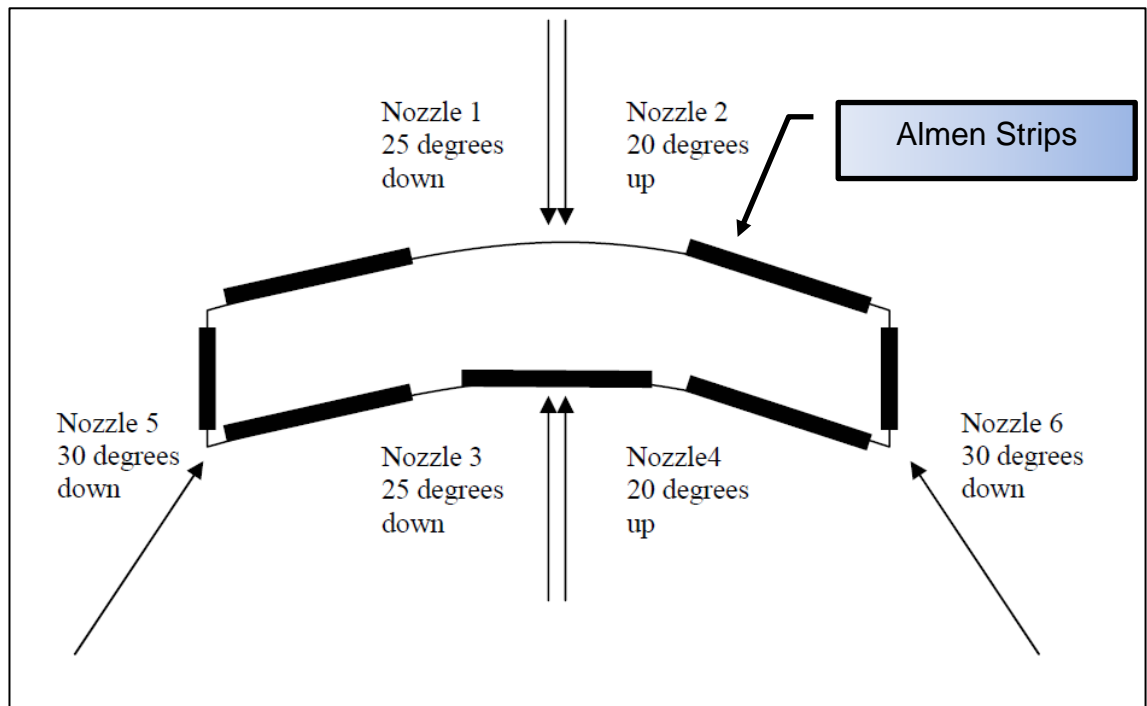 Nozzle 1
25 degrees
down
Nozzle 2
20 degrees
up
Almen Strips
Nozzle 5
30 degrees
down
Nozzle 3
25 degrees
down
Nozzle4
20 degrees
up
Nozzle 6
30 degrees
down